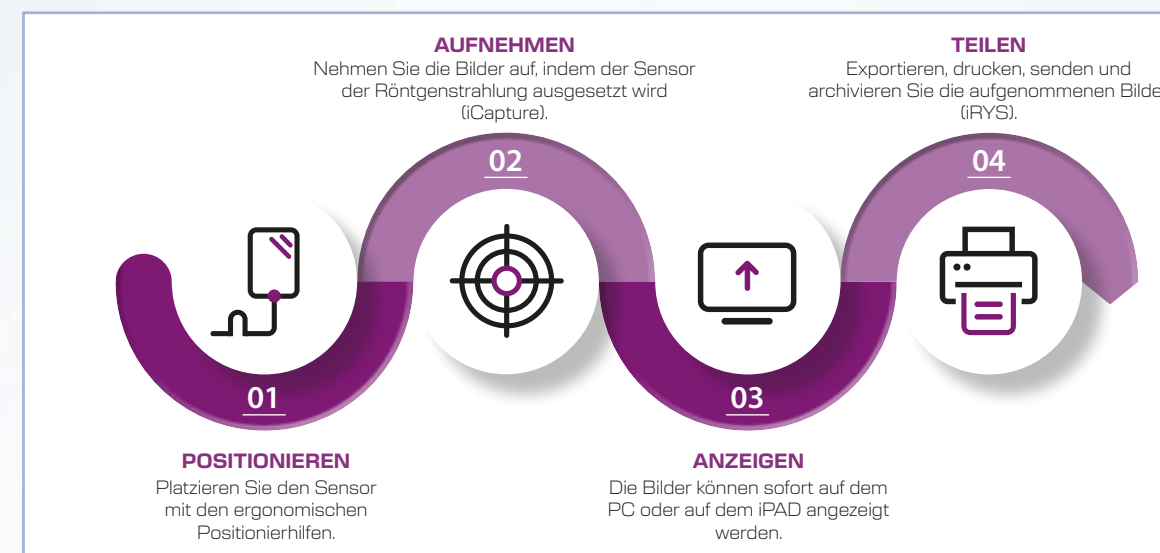 AUFNEHMEN
Nehmen Sie die Bilder auf, indem der Sensor
der Röntgenstrahlung ausgesetzt wird
(iCapture).
TEILEN
Exportieren, drucken, senden und
archivieren Sie die aufgenommenen Bilde
(iRYS).
02
04
01
03
POSITIONIEREN
Platzieren Sie den Sensor
mit den ergonomischen
Positionierhilfen.
ANZEIGEN
Die Bilder können sofort auf dem
PC oder auf dem iPAD angezeigt
werden.